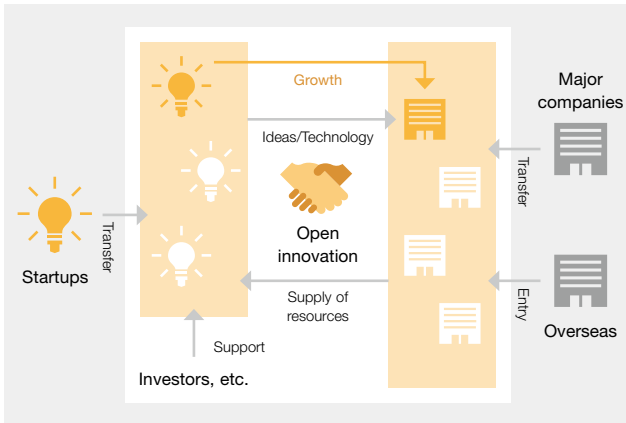 Growth
Ideas/Technology
Open
innovation
Supply of
resources
Support
Investors, etc.
Transfer
Startups
Major
companies
Transfer
Entry
Overseas